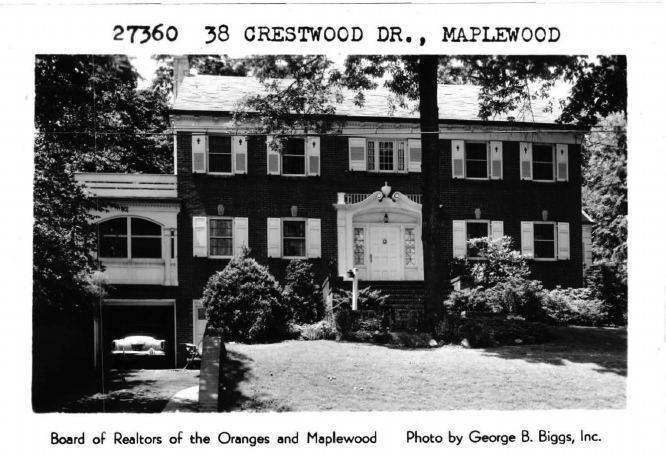 27360 38 CRESTWOOD DR., MAPLEWOOD
Board of Realtors of the Oranges and Maplewood Photo by George B. Biggs, Inc.